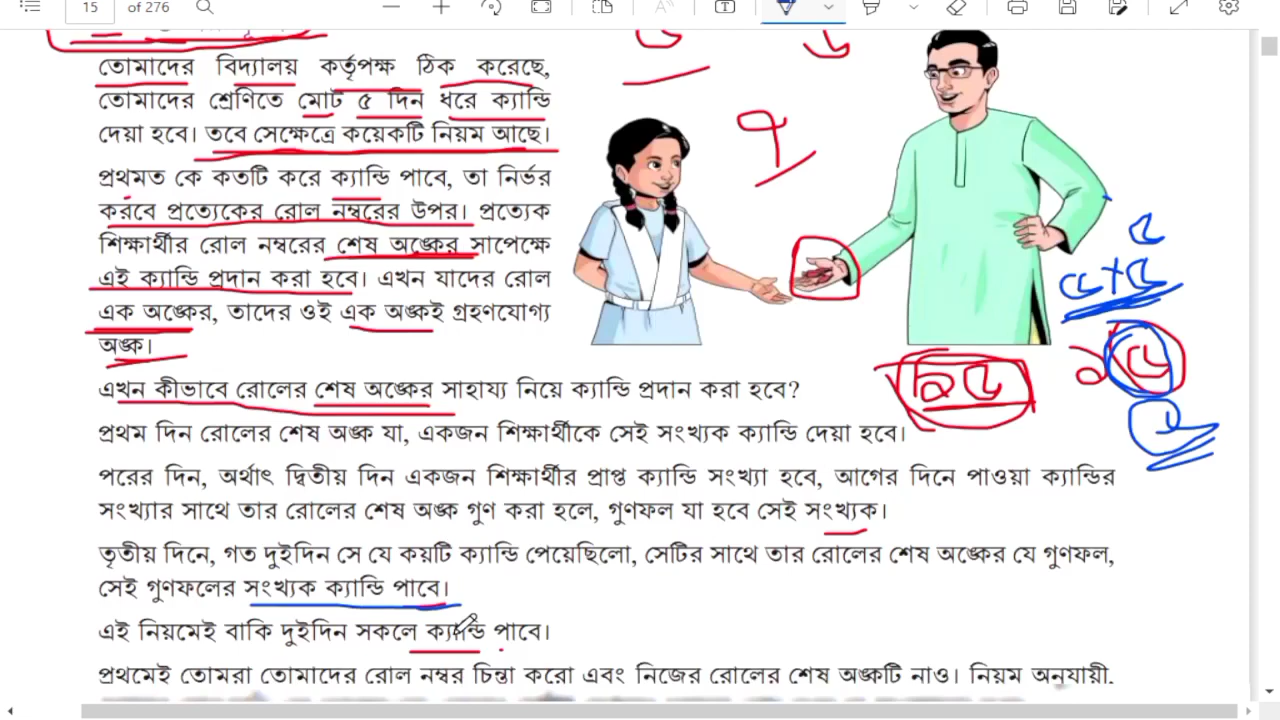 15 of 276
তোমাদের বিদ্যালয় কর্তৃপক্ষ ঠিক করেছে,
তোমাদের শ্রেণিতে মোট ৫ দিন ধরে ক্যান্ডি
দেয়া হবে। তবে সেক্ষেত্রে কয়েকটি নিয়ম আছে।
প্রথমত কে কতটি করে ক্যান্ডি পাবে, তা নির্ভর
করবে প্রত্যেকের রোল নম্বরের উপর। প্রত্যেক
শিক্ষার্থীর রোল নম্বরের শেষ অঙ্কের সাপেক্ষে
এই ক্যান্ডি প্রদান করা হবে। এখন যাদের রোল
এক অঙ্কের, তাদের ওই এক অঙ্কই গ্রহণযোগ্য
অঙ্ক।
৫
৫+৫
এখন কীভাবে রোলের শেষ অঙ্কের সাহায্য নিয়ে ক্যান্ডি প্রদান করা হবে?
প্রথম দিন রোলের শেষ অঙ্ক যা, একজন শিক্ষার্থীকে সেই সংখ্যক ক্যান্ডি দেয়া হবে।
পরের দিন, অর্থাৎ দ্বিতীয় দিন একজন শিক্ষার্থীর প্রাপ্ত ক্যান্ডি সংখ্যা হবে, আগের দিনে পাওয়া ক্যান্ডির
সংখ্যার সাথে তার রোলের শেষ অঙ্ক গুণ করা হলে, গুণফল যা হবে সেই সংখ্যক।
তৃতীয় দিনে, গত দুইদিন সে যে কয়টি ক্যান্ডি পেয়েছিলো, সেটির সাথে তার রোলের শেষ অঙ্কের যে গুণফল,
সেই গুণফলের সংখ্যক ক্যান্ডি পাবে।
এই নিয়মেই বাকি দুইদিন সকলে ক্যান্ডি পাবে।
প্রথমেই তোমরা তোমাদের রোল নম্বর চিন্তা করো এবং নিজের রোলের শেষ অঙ্কটি নাও। নিয়ম অনুযায়ী,